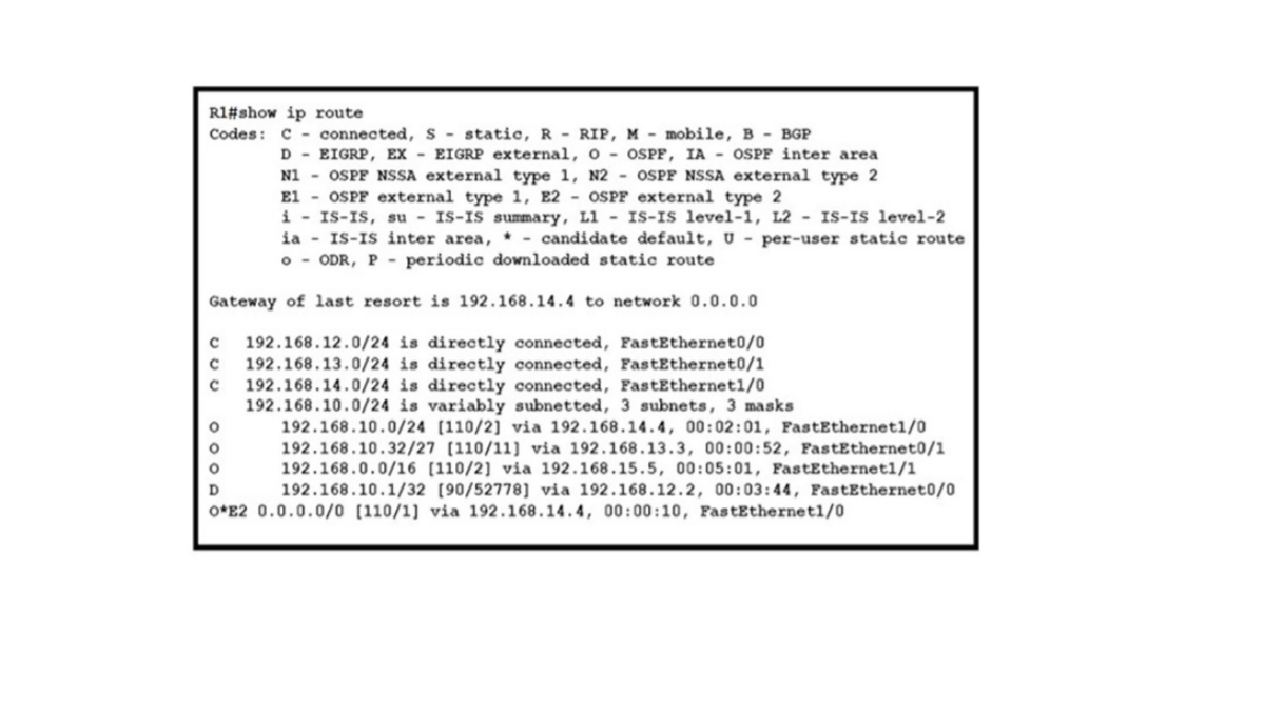 R1#show ip route
Codes: C - connected, S - static, R - RIP, M - mobile, B - BGP
D - EIGRP, EX - EIGRP external, O - OSPF, IA - OSPF inter area
N1 - OSPF NSSA external type 1, N2 - OSPF NSSA external type 2
E1 - OSPF external type 1, E2 - OSPF external type 2
i - IS-IS, su - IS-IS summary, L1 - IS-IS level-1, L2 - IS-IS level-2
ia - IS-IS inter area, * - candidate default, U - per-user static route
o - ODR, P - periodic downloaded static route
Gateway of last resort is 192.168.14.4 to network 0.0.0.0
C 192.168.12.0/24 is directly connected, FastEthernet0/0
C 192.168.13.0/24 is directly connected, FastEthernet0/1
C 192.168.14.0/24 is directly connected, FastEthernet1/0
192.168.10.0/24 is variably subnetted, 3 subnets, 3 masks
O 192.168.10.0/24 [110/2] via 192.168.14.4, 00:02:01, FastEthernet1/0
O 192.168.10.32/27 [110/11] via 192.168.13.3, 00:00:52, FastEthernet0/1
O 192.168.0.0/16 [110/2] via 192.168.15.5, 00:05:01, FastEthernet1/1
D 192.168.10.1/32 [90/52778] via 192.168.12.2, 00:03:44, FastEthernet0/0
O*E2 0.0.0.0/0 [110/1] via 192.168.14.4, 00:00:10, FastEthernet1/0